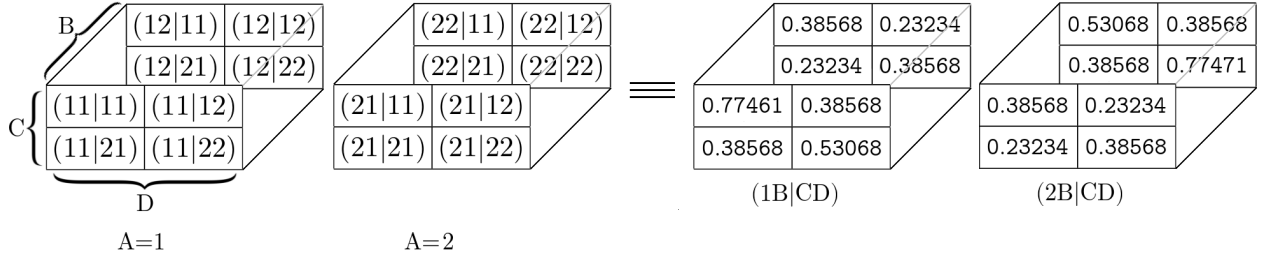 (12|11) (12|12) (22|11) (22|12) 0.38568 0.23234 0.53068 0.38568
B
(12|21) (12|22) (22|21) (22|22) 0.23234 0.38568 0.38568 0.77471
(11|11) (11|12) (21|11) (21|12) 0.77461 0.38568 0.38568 0.23234
C
(11|21) (11|22) (21|21) (21|22) 0.38568 0.53068 0.23234 0.38568
D (1B|CD) (2B|CD)
A=1 A=2